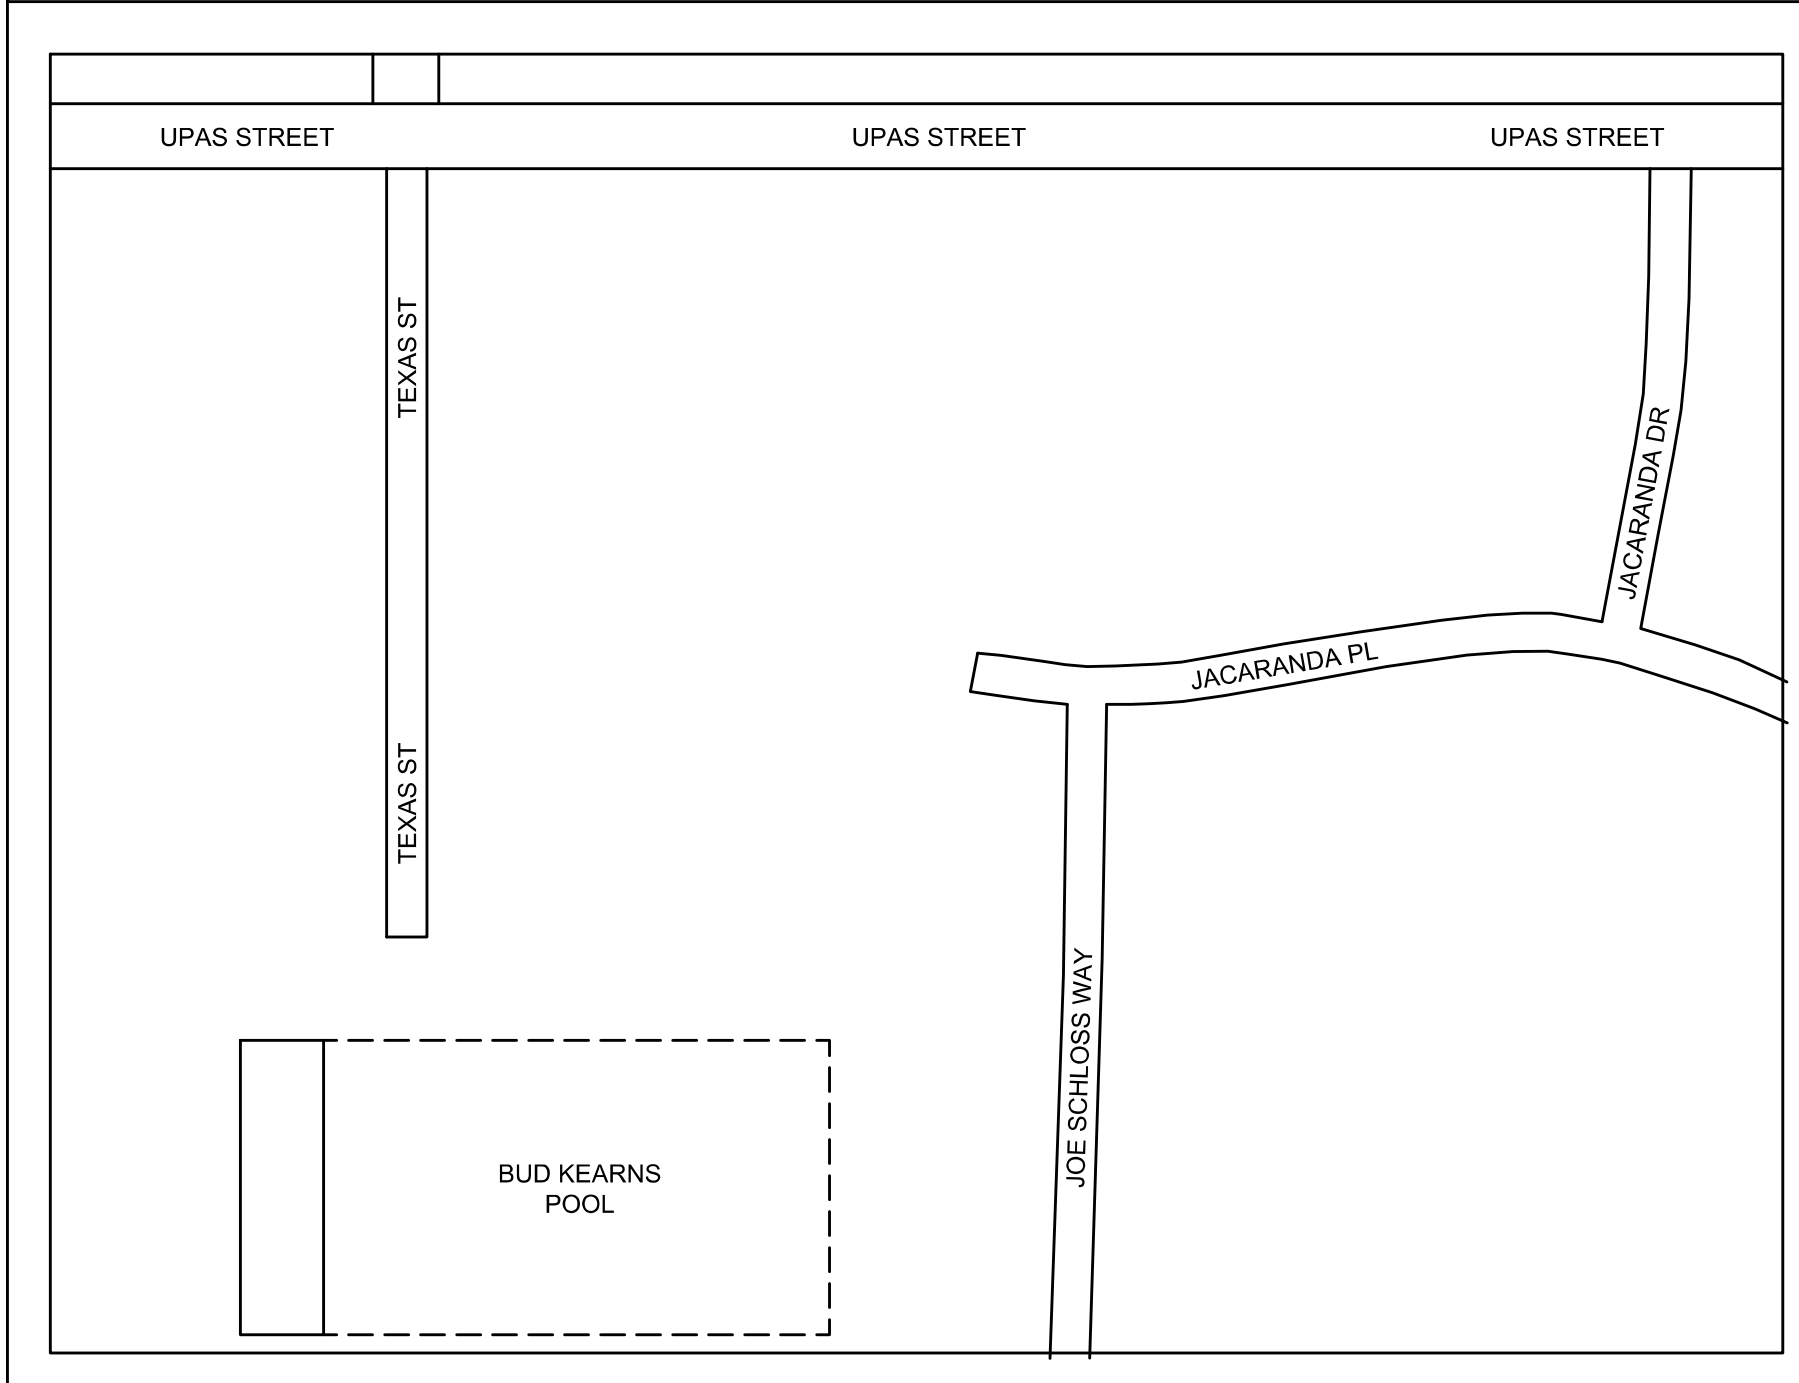 UPAS STREET
UPAS STREET
UPAS STREET
TEXAS ST
JACARANDA DR
JACARANDA PL
TEXAS ST
JOE SCHLOSS WAY
BUD KEARNS
POOL